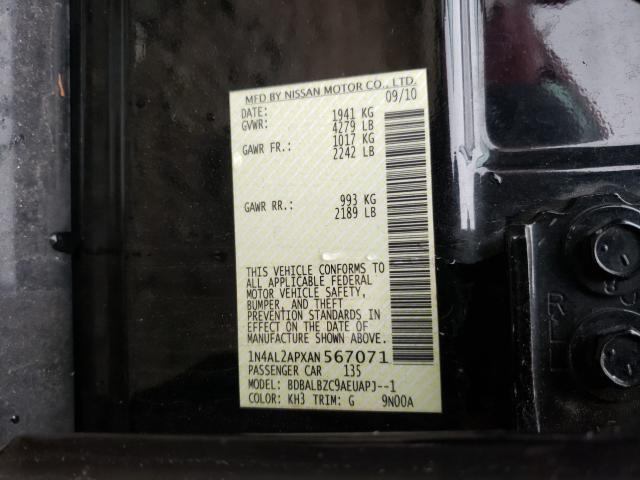 MFD BY NISSAN MOTOR CO., LTD.
DATE: 09/10
GVWR: 1941 KG
4279 LB
GAWR FR.: 1017 KG
2242 LB
GAWR RR.: 993 KG
2189 LB
THIS VEHICLE CONFORMS TO
ALL APPLICABLE FEDERAL
MOTOR VEHICLE SAFETY,
BUMPER, AND THEFT
PREVENTION STANDARDS IN
EFFECT ON THE DATE OF
MANUFACTURE SHOWN ABOVE.
1N4AL2APXAN567071
PASSENGER CAR 135
MODEL: BDBALBZC9AEUAPJ--1
COLOR: KH3 TRIM: G 9N00A